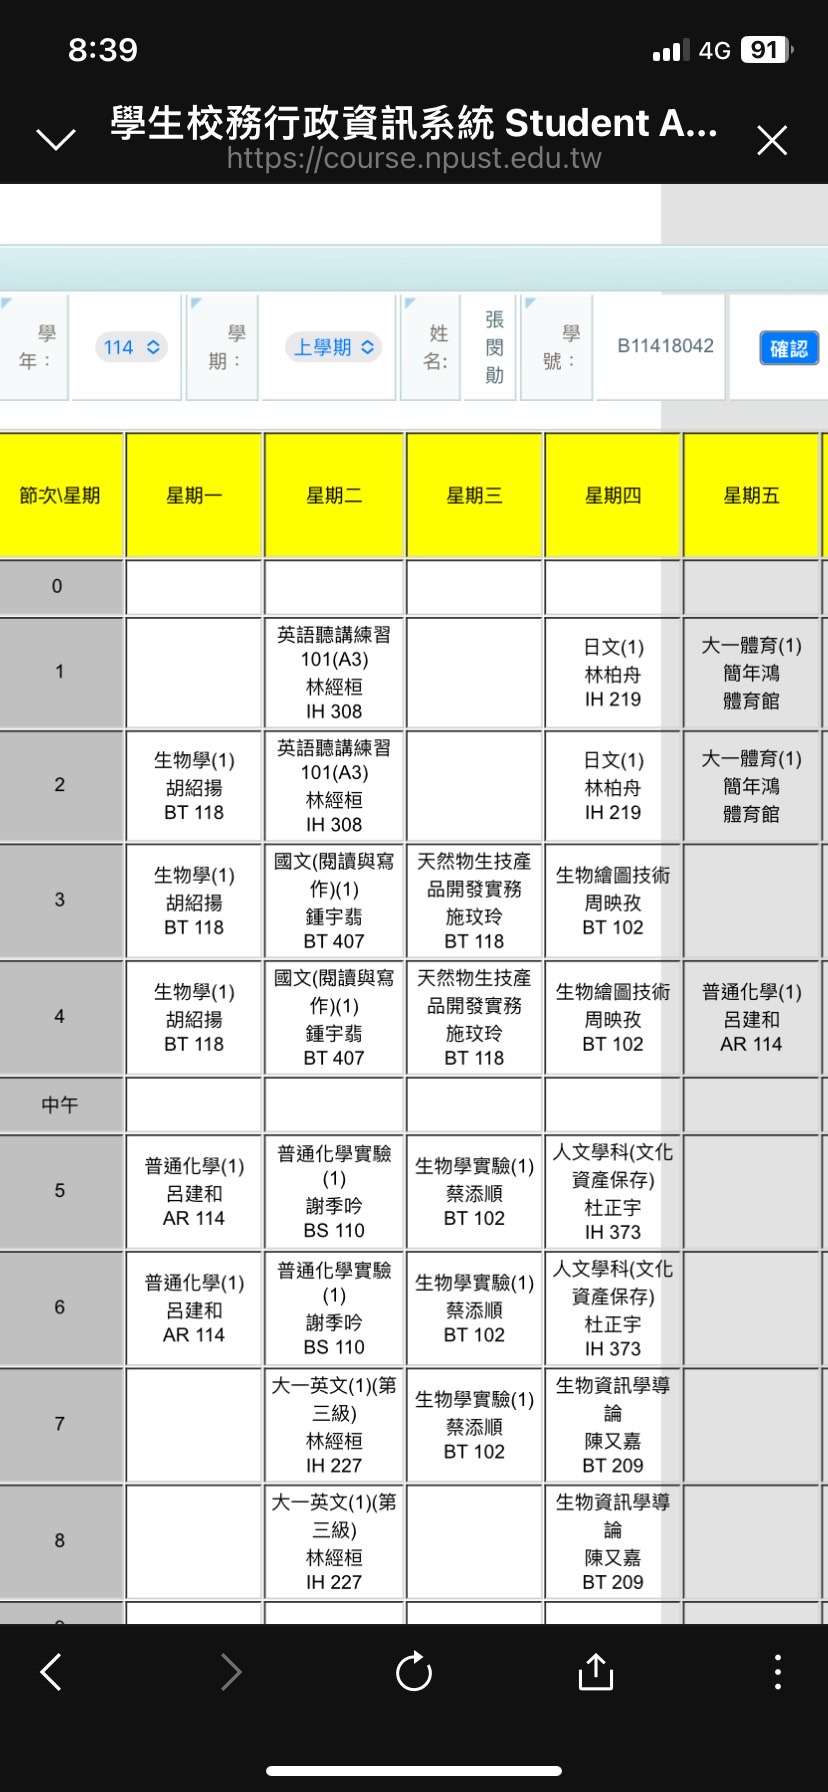 8:39
4G 91
學生校務行政資訊系統 Student A...
https://course.npust.edu.tw
學年：
114
學期：
上學期
姓名:
張閔勛
學號：
B11418042
確認
節次\星期 星期一 星期二 星期三 星期四 星期五
0
1
英語聽講練習
101(A3)
林經桓
IH 308
日文(1)
林柏舟
IH 219
大一體育(1)
簡年鴻
體育館
2
生物學(1)
胡紹揚
BT 118
英語聽講練習
101(A3)
林經桓
IH 308
日文(1)
林柏舟
IH 219
大一體育(1)
簡年鴻
體育館
3
生物學(1)
胡紹揚
BT 118
國文(閱讀與寫
作)(1)
鍾宇翡
BT 407
天然物生技產
品開發實務
施玟玲
BT 118
生物繪圖技術
周映孜
BT 102
4
生物學(1)
胡紹揚
BT 118
國文(閱讀與寫
作)(1)
鍾宇翡
BT 407
天然物生技產
品開發實務
施玟玲
BT 118
生物繪圖技術
周映孜
BT 102
普通化學(1)
呂建和
AR 114
中午
5
普通化學(1)
呂建和
AR 114
普通化學實驗
(1)
謝季吟
BS 110
生物學實驗(1)
蔡添順
BT 102
人文學科(文化
資產保存)
杜正宇
IH 373
6
普通化學(1)
呂建和
AR 114
普通化學實驗
(1)
謝季吟
BS 110
生物學實驗(1)
蔡添順
BT 102
人文學科(文化
資產保存)
杜正宇
IH 373
7
大一英文(1)(第
三級)
林經桓
IH 227
生物學實驗(1)
蔡添順
BT 102
生物資訊學導
論
陳又嘉
BT 209
8
大一英文(1)(第
三級)
林經桓
IH 227
生物資訊學導
論
陳又嘉
BT 209